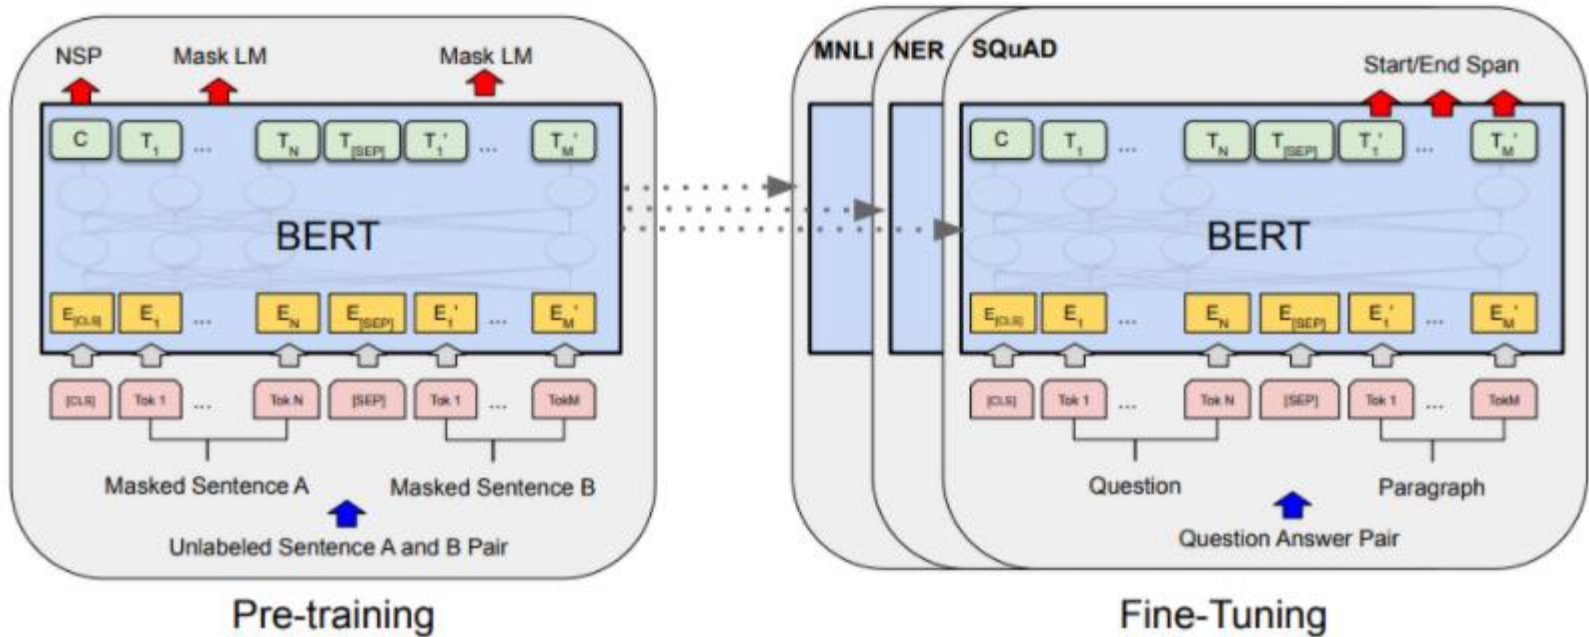 NSP Mask LM Mask LM
C T1 ... TN T[SEP] T1' ... TM'
BERT
E[CLS] E1 ... EN E[SEP] E1' ... EM'
[CLS] Tok 1 ... Tok N [SEP] Tok 1 ... TokM
Masked Sentence A Masked Sentence B
Unlabeled Sentence A and B Pair
Pre-training
MNLI NER SQuAD
Start/End Span
C T1 ... TN T[SEP] T1' ... TM'
BERT
E[CLS] E1 ... EN E[SEP] E1' ... EM'
[CLS] Tok 1 ... Tok N [SEP] Tok 1 ... TokM
Question Paragraph
Question Answer Pair
Fine-Tuning